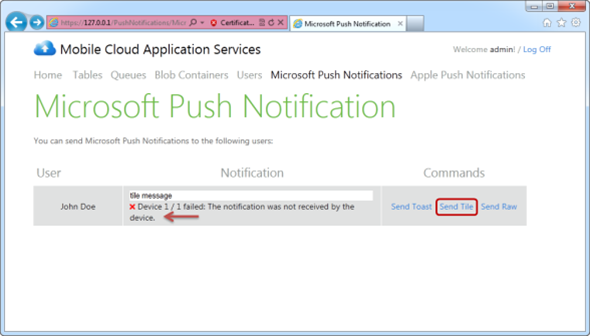 https://127.0.0.1/PushNotifications/Micr
Certificat...
Microsoft Push Notification
Mobile Cloud Application Services
Welcome admin! / Log Off
Home Tables Queues Blob Containers Users Microsoft Push Notifications Apple Push Notifications
Microsoft Push Notification
You can send Microsoft Push Notifications to the following users:
User Notification Commands
tile message
John Doe Device 1 / 1 failed: The notification was not received by the Send Toast Send Tile Send Raw
device.